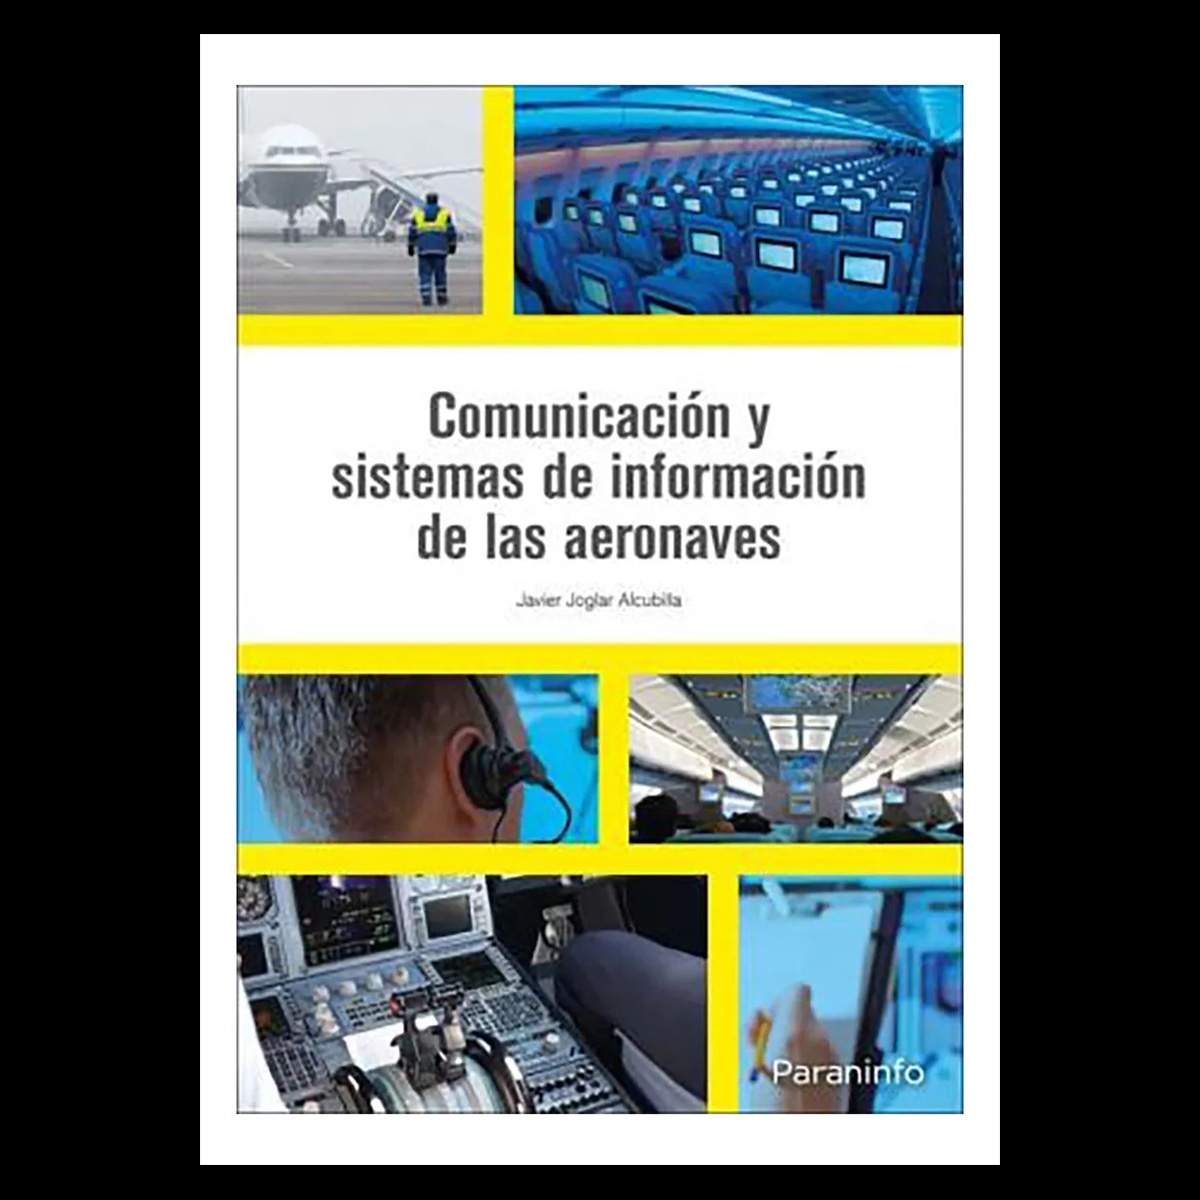 Comunicación y
sistemas de información
de las aeronaves
Javier Joglar Alcubilla
Paraninfo